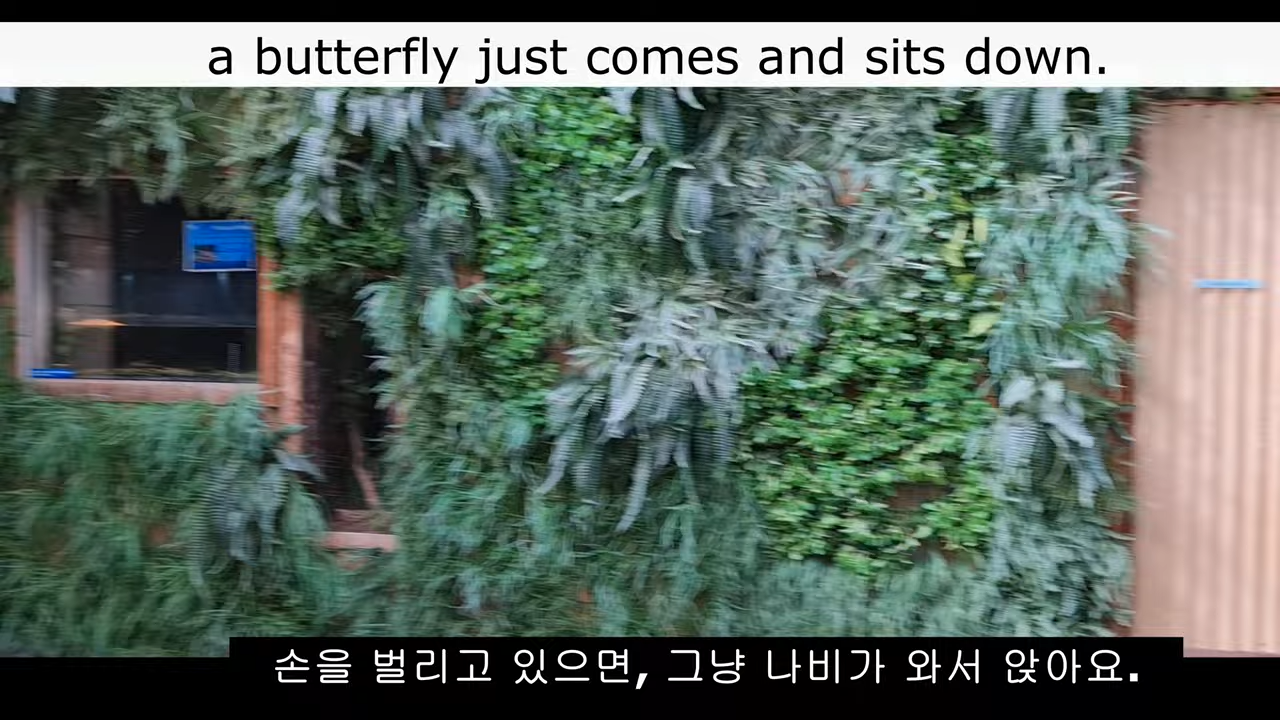 a butterfly just comes and sits down.
손을 벌리고 있으면, 그냥 나비가 와서 앉아요.